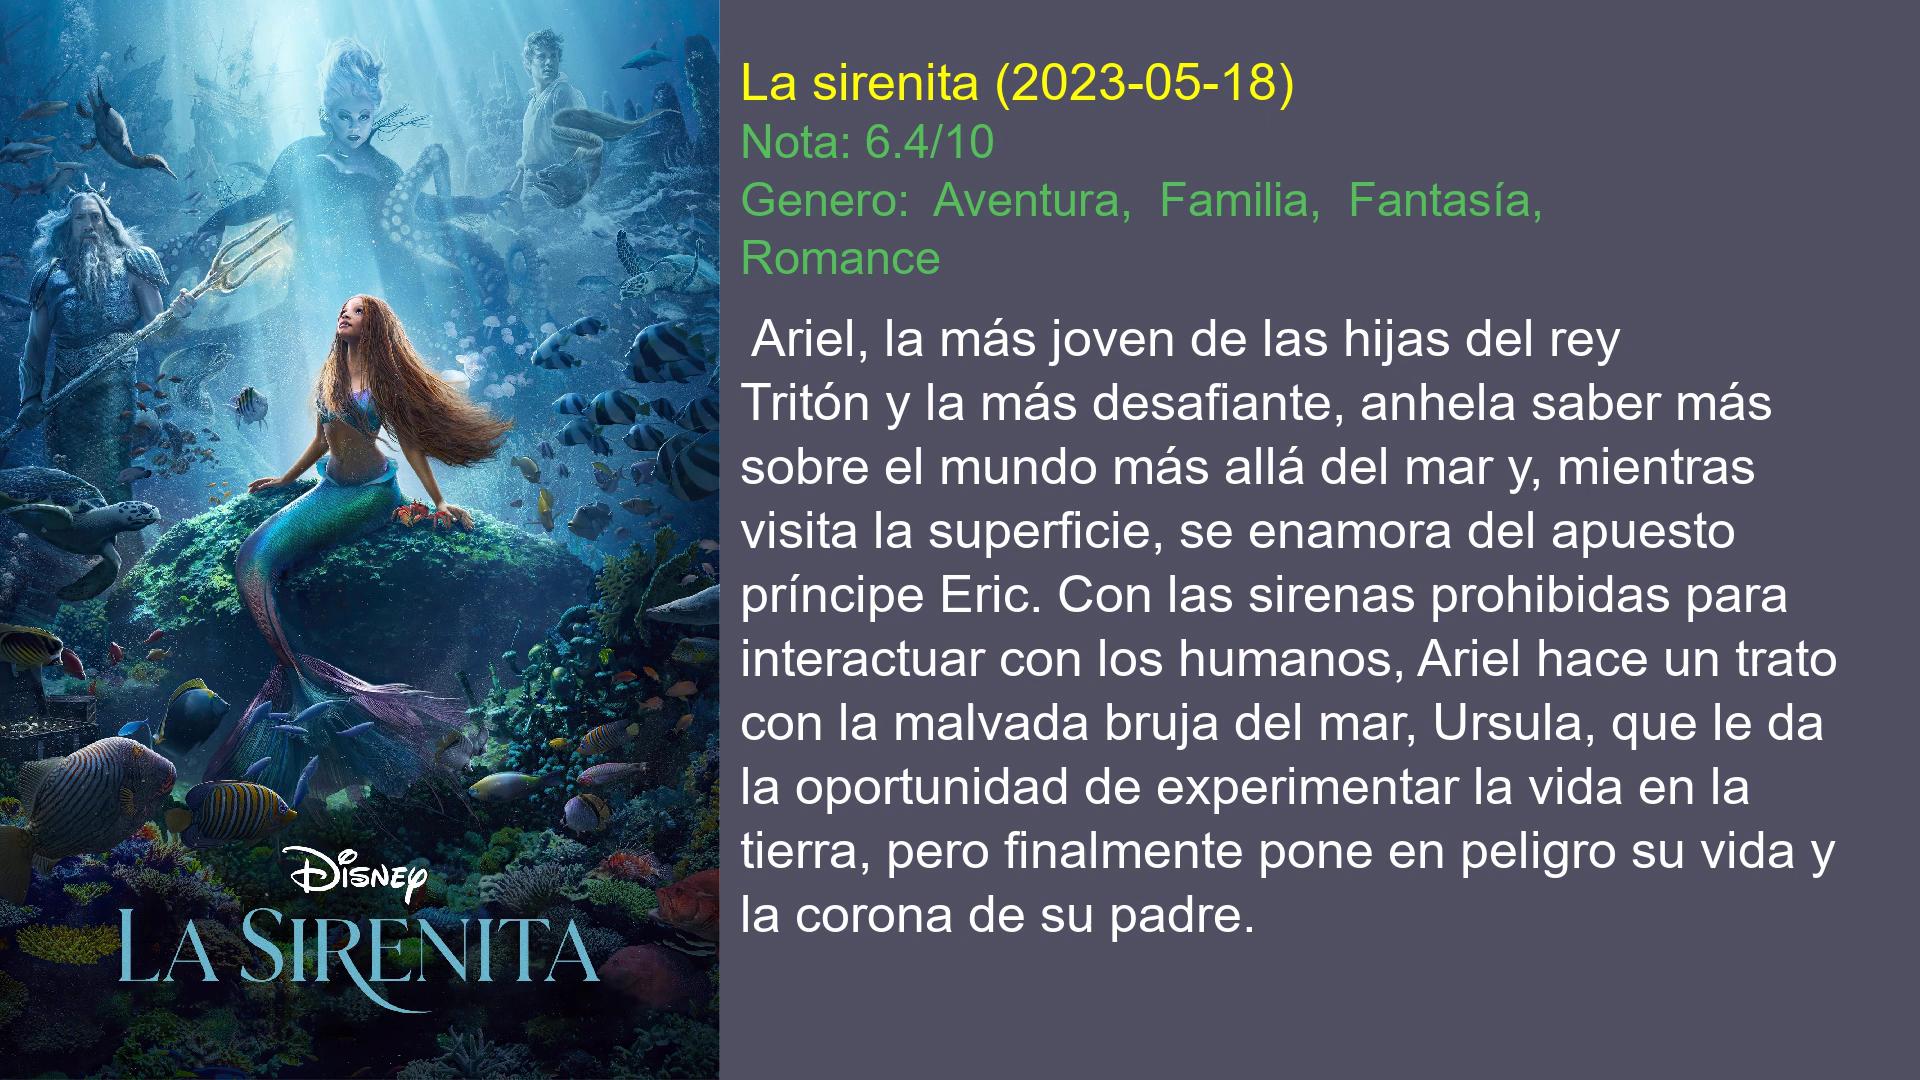 La sirenita (2023-05-18)
Nota: 6.4/10
Genero: Aventura, Familia, Fantasía,
Romance
Ariel, la más joven de las hijas del rey
Tritón y la más desafiante, anhela saber más
sobre el mundo más allá del mar y, mientras
visita la superficie, se enamora del apuesto
príncipe Eric. Con las sirenas prohibidas para
interactuar con los humanos, Ariel hace un trato
con la malvada bruja del mar, Ursula, que le da
la oportunidad de experimentar la vida en la
tierra, pero finalmente pone en peligro su vida y
la corona de su padre.
Disney
LA SIRENITA